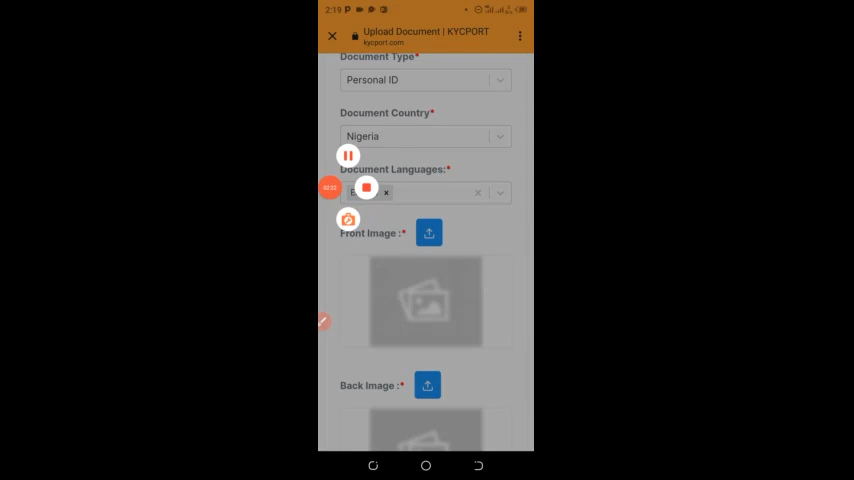 2:19
Upload Document | KYCPORT
kycport.com
Document Type*
Personal ID
Document Country*
Nigeria
Document Languages:*
Front Image :*
Back Image :*